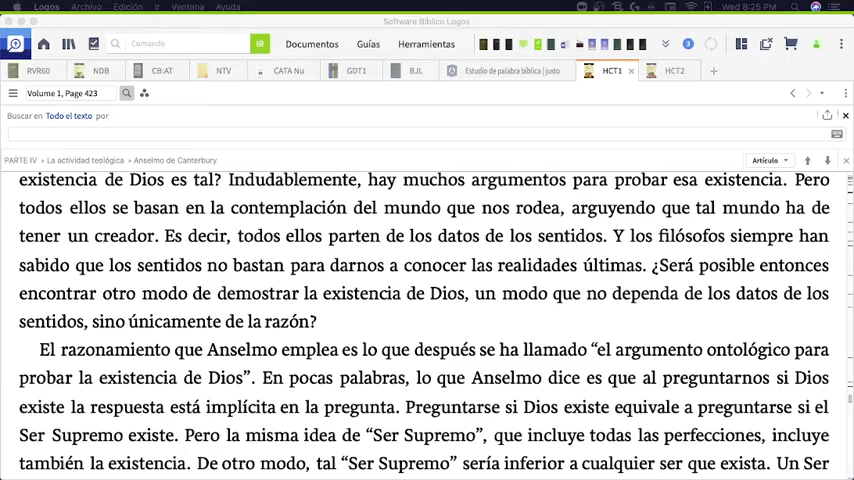 Logos Archivo Edición Ir Ventana Ayuda Wed 8:25 PM
Software Bíblico Logos
Comando IR Documentos Guías Herramientas 3
RVR60 NDB CB:AT NTV CATA Nu GDT1 BJL Estudio de palabra bíblica | justo HCT1 × HCT2 +
Volume 1, Page 423
Buscar en Todo el texto por
PARTE IV › La actividad teológica › Anselmo de Canterbury Artículo
existencia de Dios es tal? Indudablemente, hay muchos argumentos para probar esa existencia. Pero
todos ellos se basan en la contemplación del mundo que nos rodea, arguyendo que tal mundo ha de
tener un creador. Es decir, todos ellos parten de los datos de los sentidos. Y los filósofos siempre han
sabido que los sentidos no bastan para darnos a conocer las realidades últimas. ¿Será posible entonces
encontrar otro modo de demostrar la existencia de Dios, un modo que no dependa de los datos de los
sentidos, sino únicamente de la razón?
El razonamiento que Anselmo emplea es lo que después se ha llamado “el argumento ontológico para
probar la existencia de Dios”. En pocas palabras, lo que Anselmo dice es que al preguntarnos si Dios
existe la respuesta está implícita en la pregunta. Preguntarse si Dios existe equivale a preguntarse si el
Ser Supremo existe. Pero la misma idea de “Ser Supremo”, que incluye todas las perfecciones, incluye
también la existencia. De otro modo, tal “Ser Supremo” sería inferior a cualquier ser que exista. Un Ser